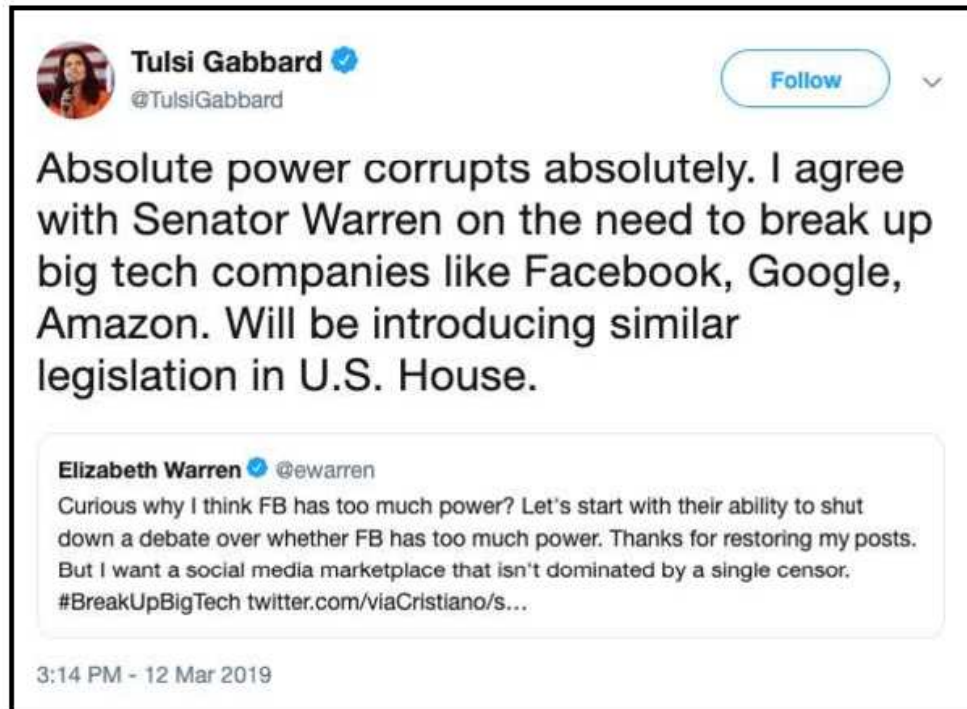 Tulsi Gabbard
@TulsiGabbard
Follow
Absolute power corrupts absolutely. I agree
with Senator Warren on the need to break up
big tech companies like Facebook, Google,
Amazon. Will be introducing similar
legislation in U.S. House.
Elizabeth Warren @ewarren
Curious why I think FB has too much power? Let's start with their ability to shut
down a debate over whether FB has too much power. Thanks for restoring my posts.
But I want a social media marketplace that isn't dominated by a single censor.
#BreakUpBigTech twitter.com/viaCristiano/s...
3:14 PM - 12 Mar 2019